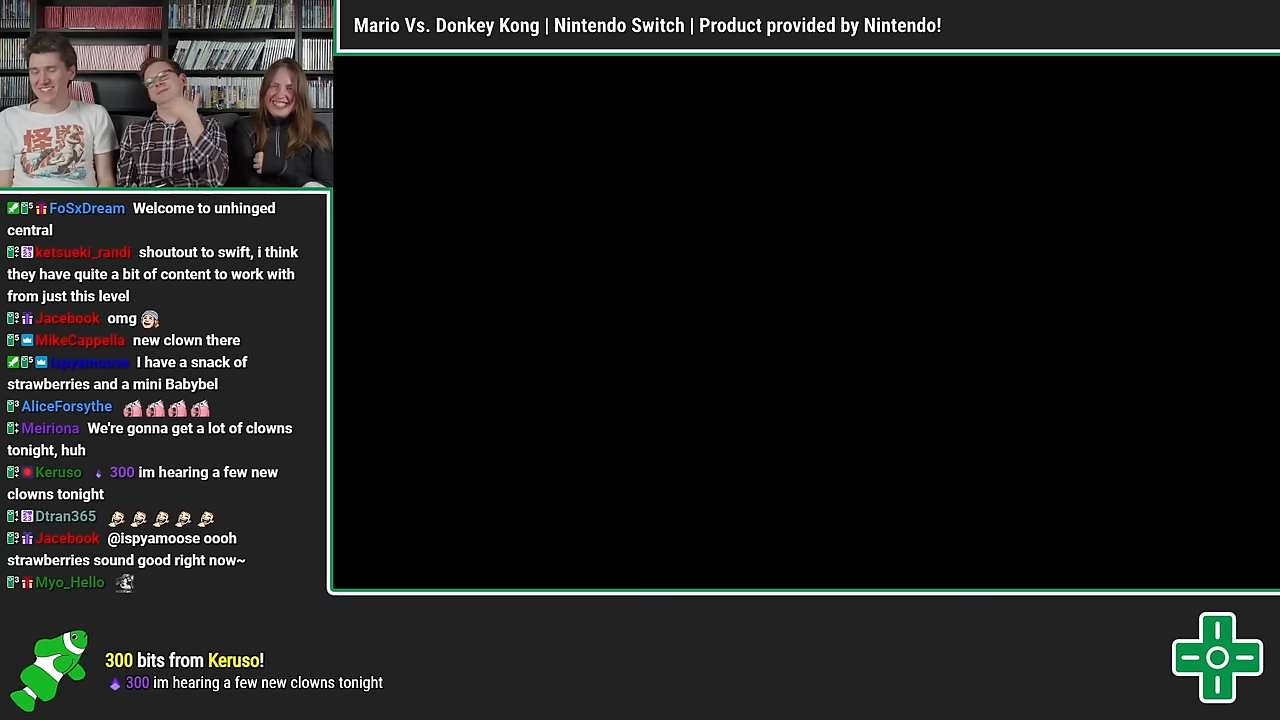 Mario Vs. Donkey Kong | Nintendo Switch | Product provided by Nintendo!
怪獣
FoSxDream Welcome to unhinged
central
ketsueki_randi shoutout to swift, i think
they have quite a bit of content to work with
from just this level
Jacebook omg
MikeCappella new clown there
ispyamoose I have a snack of
strawberries and a mini Babybel
AliceForsythe
Meiriona We're gonna get a lot of clowns
tonight, huh
Keruso 300 im hearing a few new
clowns tonight
Dtran365
Jacebook @ispyamoose oooh
strawberries sound good right now~
Myo_Hello
300 bits from Keruso!
300 im hearing a few new clowns tonight